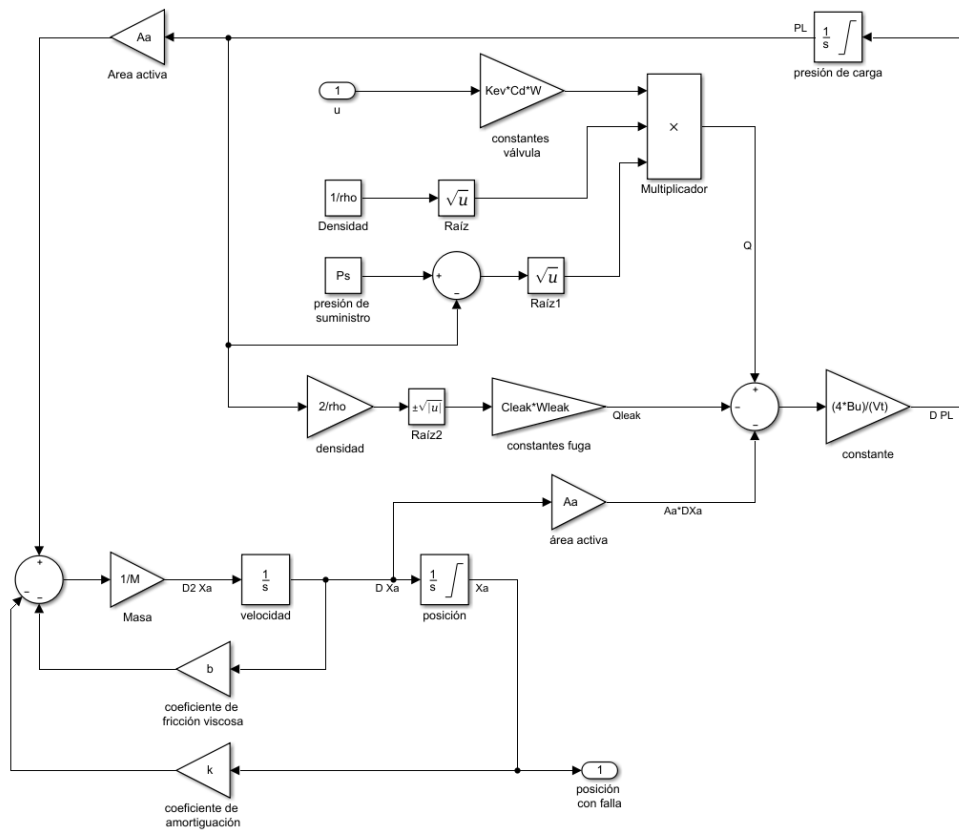 PL
1
s
presión de carga
Aa
Area activa
1
u
Kev*Cd*W
constantes
válvula
×
Multiplicador
1/rho
Densidad
√u
Raíz
Ps
presión de
suministro
+
−
√u
Raíz1
Q
2/rho
densidad
±√|u|
Raíz2
Cleak*Wleak
constantes fuga
Qleak
+
−
−
(4*Bu)/(Vt)
constante
D PL
Aa
área activa
Aa*DXa
+
−
−
1/M
Masa
D2 Xa
1
s
velocidad
D Xa
1
s
posición
Xa
b
coeficiente de
fricción viscosa
k
coeficiente de
amortiguación
1
posición
con falla